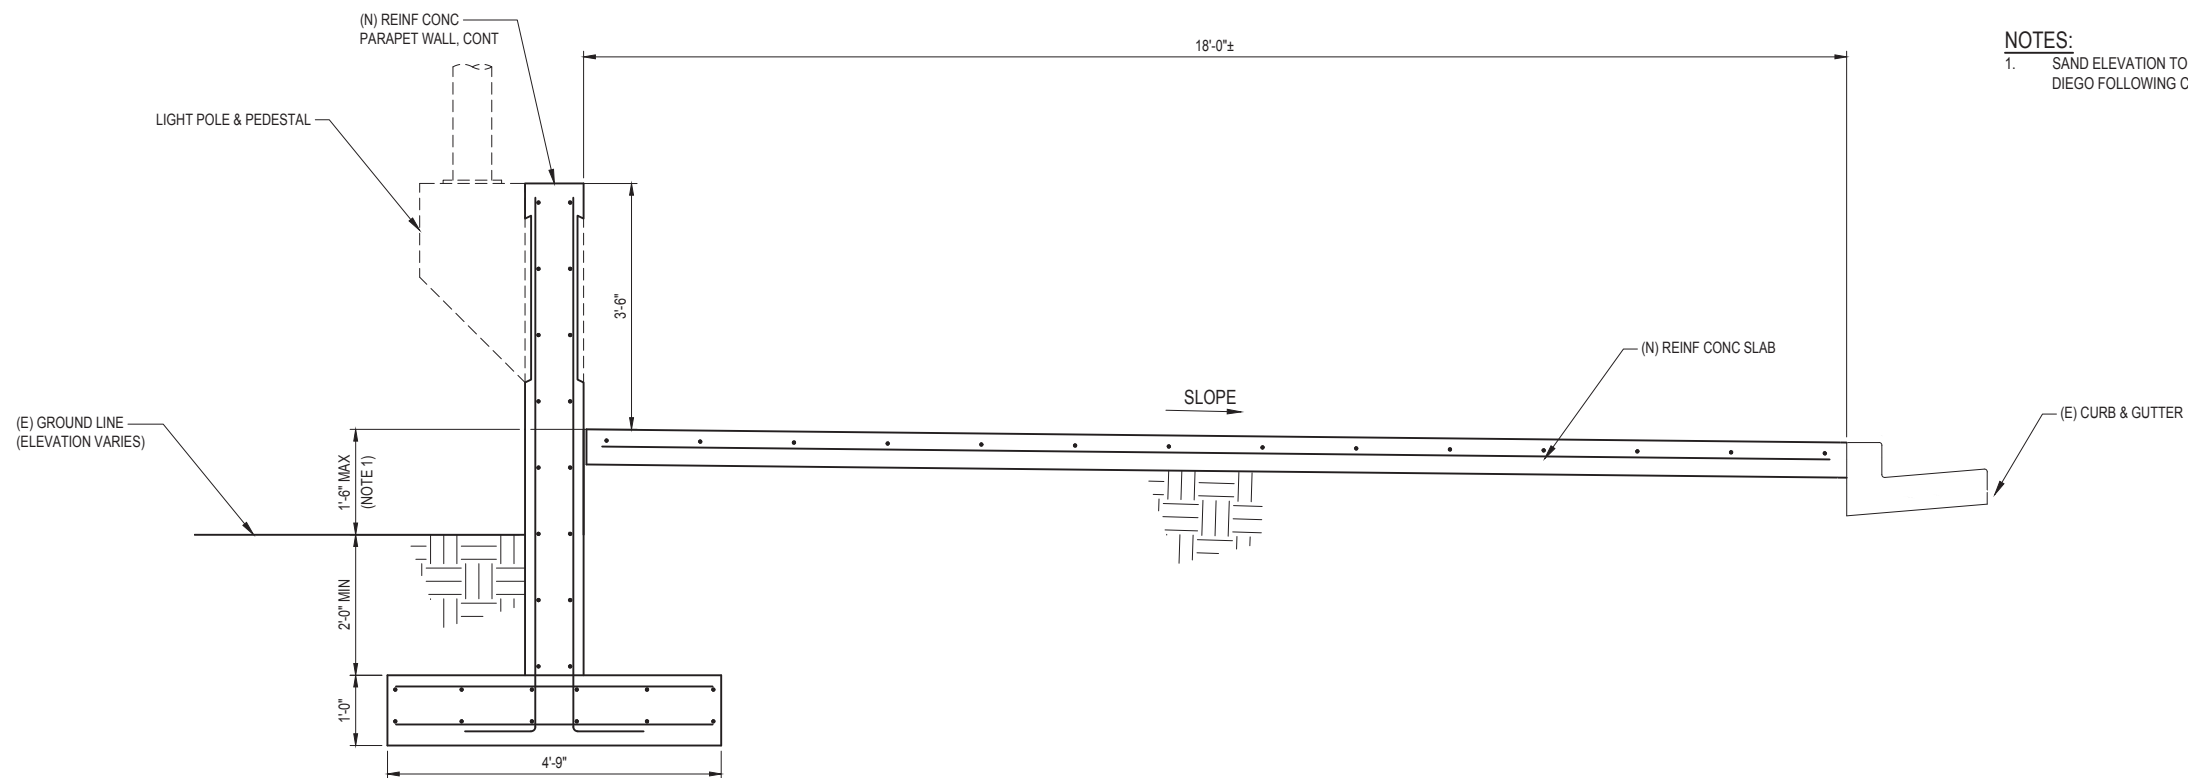 (N) REINF CONC
PARAPET WALL, CONT
18'-0"±
NOTES:
1. SAND ELEVATION TO
DIEGO FOLLOWING
LIGHT POLE & PEDESTAL
3'-6"
(N) REINF CONC SLAB
SLOPE
(E) GROUND LINE
(ELEVATION VARIES)
(E) CURB & GUTTER
1'-6" MAX
(NOTE 1)
2'-0" MIN
1'-0"
4'-9"